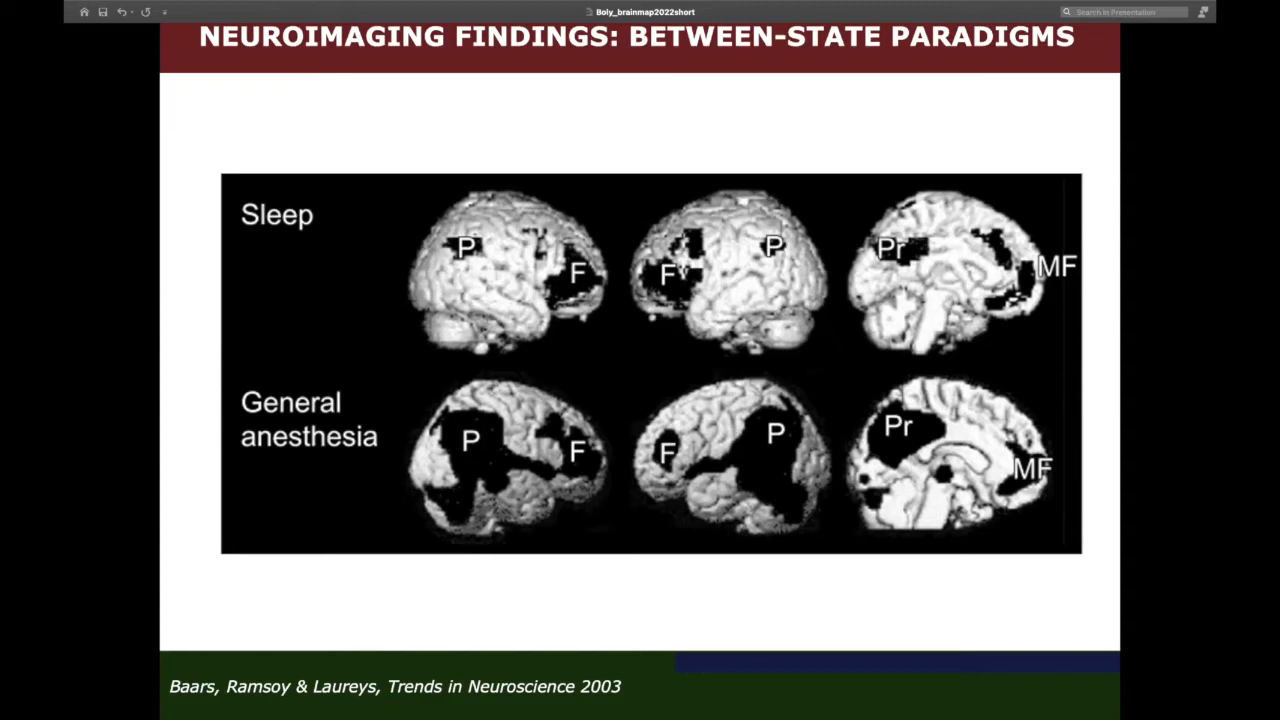 Boly_brainmap2022short
Search in Presentation
NEUROIMAGING FINDINGS: BETWEEN-STATE PARADIGMS
Sleep
P
F
F
P
Pr
MF
General
anesthesia
P
F
F
P
Pr
MF
Baars, Ramsoy & Laureys, Trends in Neuroscience 2003